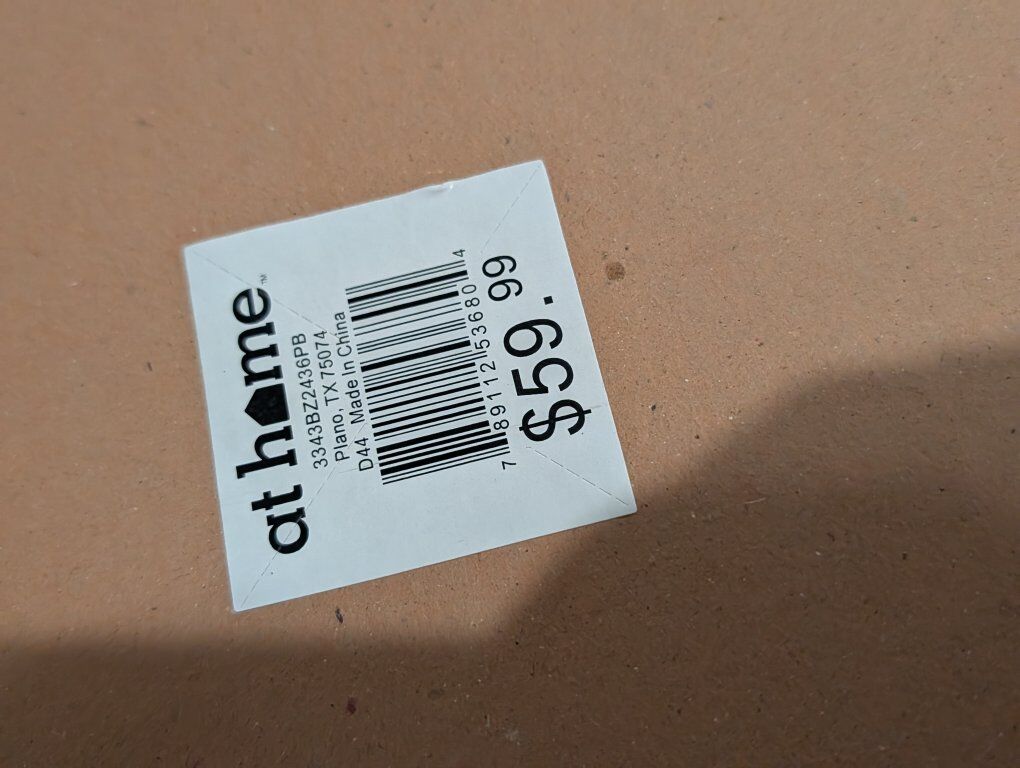 at home™
3343BZ2436PB
Plano, TX 75074
D44 Made In China
7 89112 53680 4
$59.99